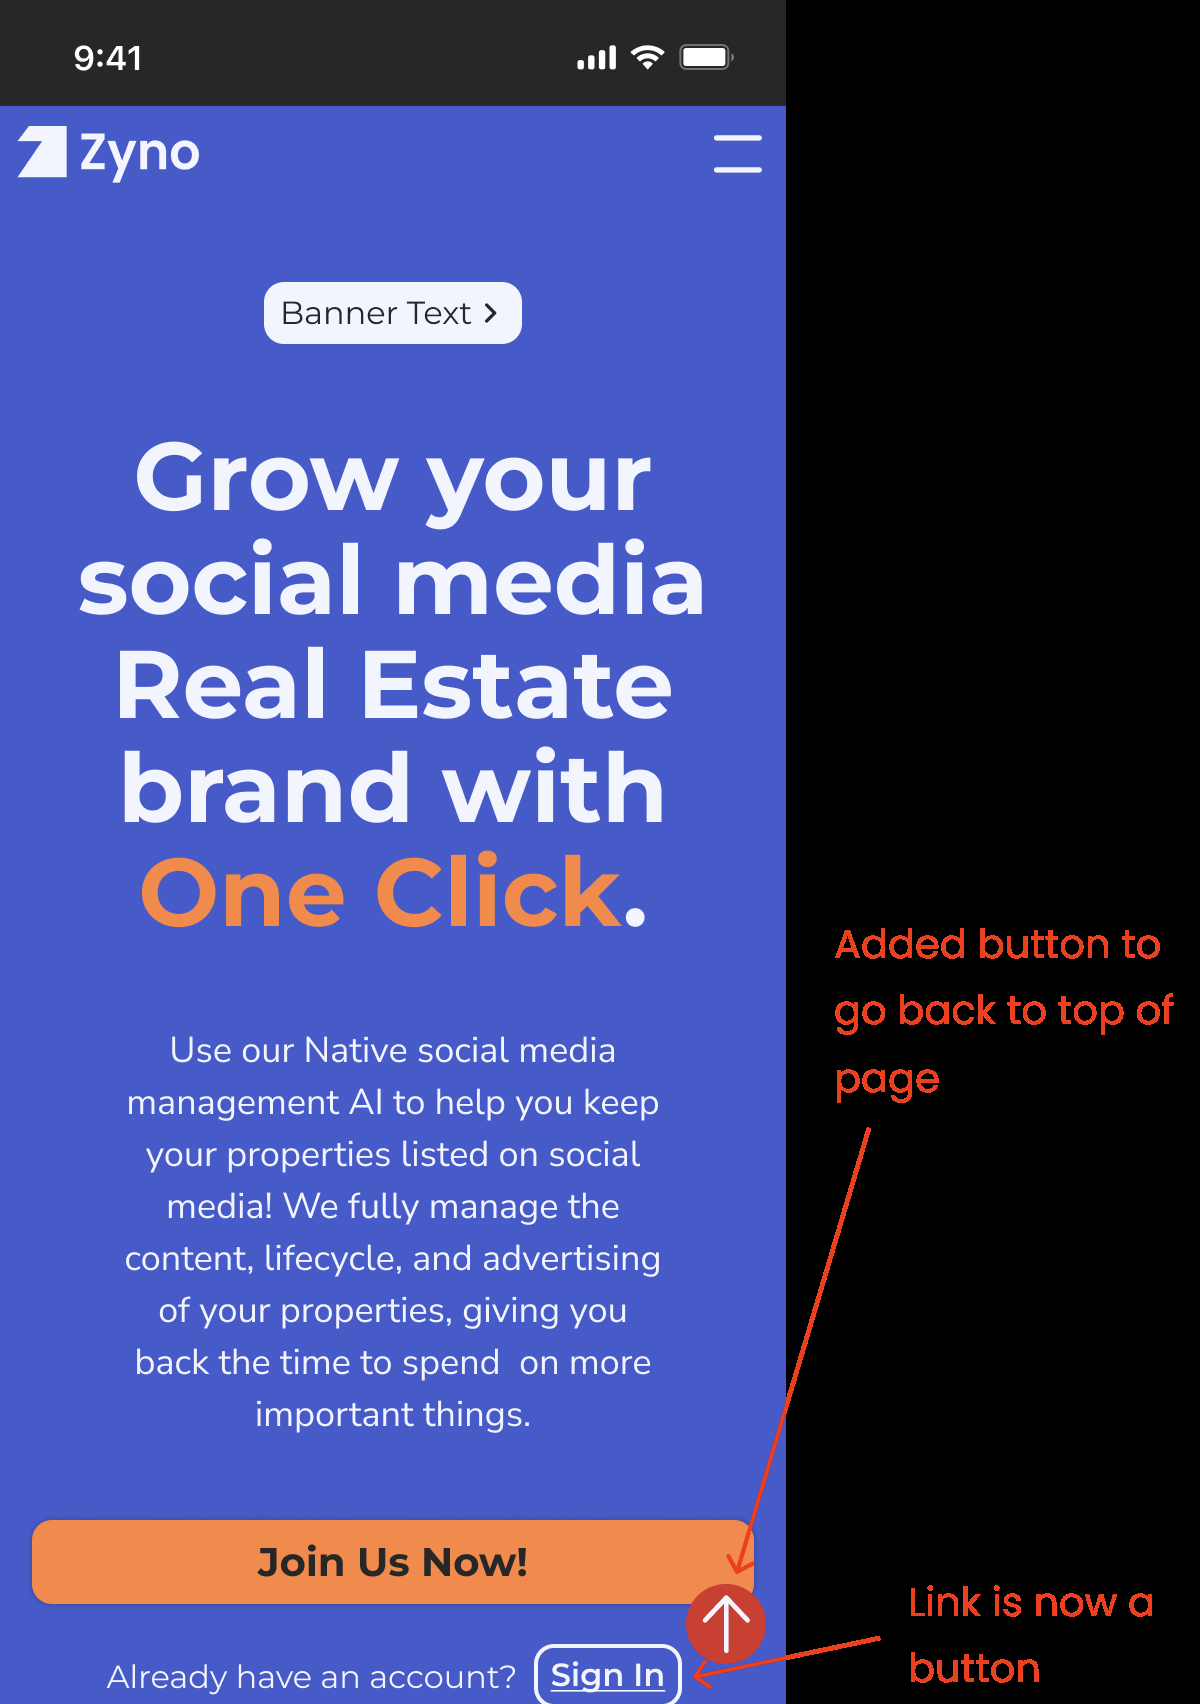 9:41
Zyno
Banner Text
Grow your
social media
Real Estate
brand with
One Click.
Added button to
go back to top of
page
Use our Native social media
management AI to help you keep
your properties listed on social
media! We fully manage the
content, lifecycle, and advertising
of your properties, giving you
back the time to spend  on more
important things.
Join Us Now!
Link is now a
button
Already have an account? Sign In